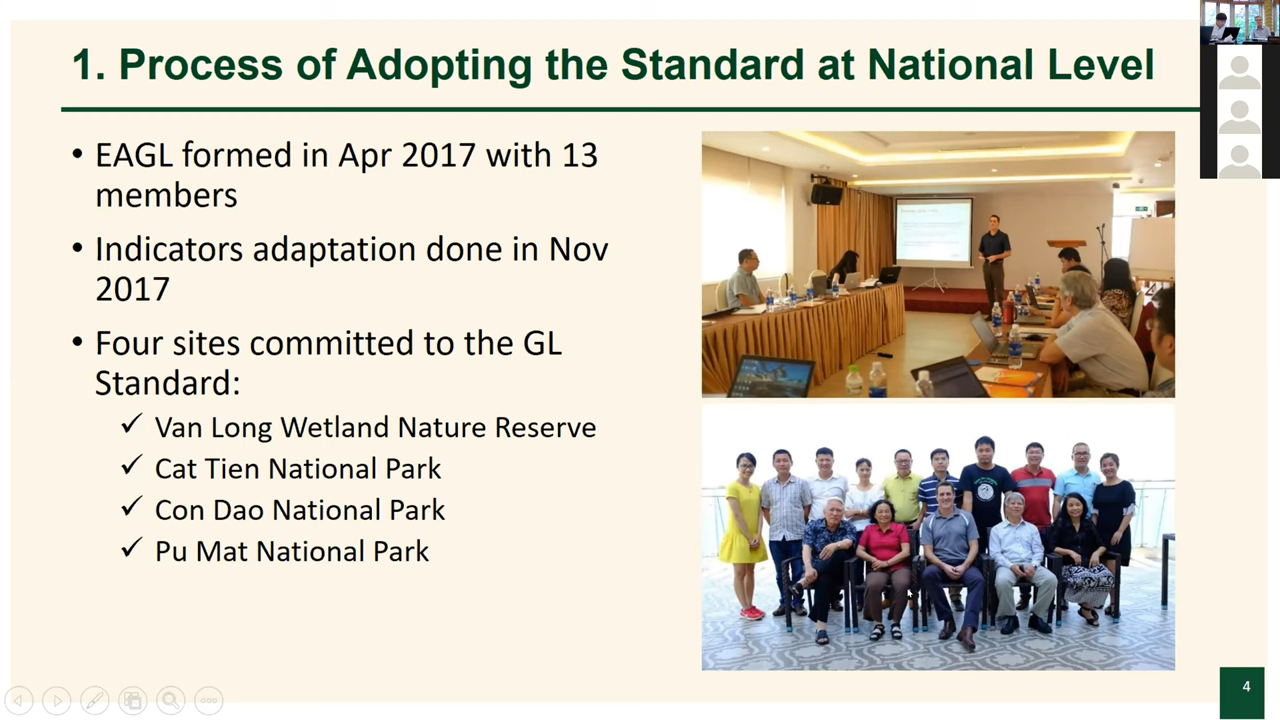 1. Process of Adopting the Standard at National Level
• EAGL formed in Apr 2017 with 13
members
• Indicators adaptation done in Nov
2017
• Four sites committed to the GL
Standard:
✓ Van Long Wetland Nature Reserve
✓ Cat Tien National Park
✓ Con Dao National Park
✓ Pu Mat National Park
4